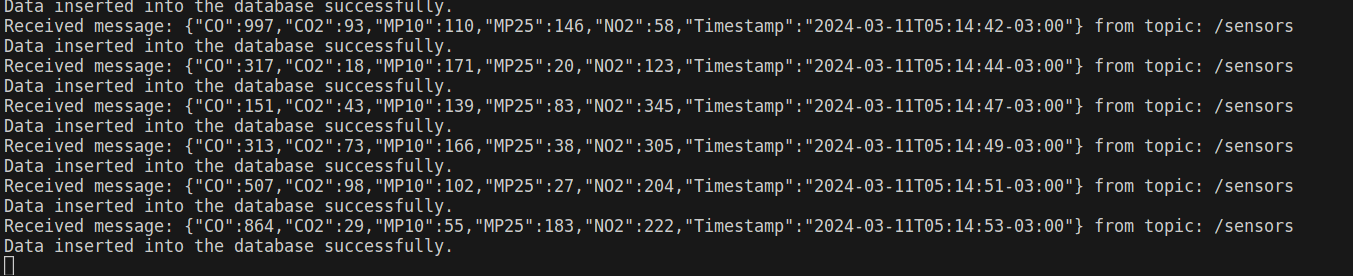 Data inserted into the database successfully.
Received message: {"CO":997,"CO2":93,"MP10":110,"MP25":146,"NO2":58,"Timestamp":"2024-03-11T05:14:42-03:00"} from topic: /sensors
Data inserted into the database successfully.
Received message: {"CO":317,"CO2":18,"MP10":171,"MP25":20,"NO2":123,"Timestamp":"2024-03-11T05:14:44-03:00"} from topic: /sensors
Data inserted into the database successfully.
Received message: {"CO":151,"CO2":43,"MP10":139,"MP25":83,"NO2":345,"Timestamp":"2024-03-11T05:14:47-03:00"} from topic: /sensors
Data inserted into the database successfully.
Received message: {"CO":313,"CO2":73,"MP10":166,"MP25":38,"NO2":305,"Timestamp":"2024-03-11T05:14:49-03:00"} from topic: /sensors
Data inserted into the database successfully.
Received message: {"CO":507,"CO2":98,"MP10":102,"MP25":27,"NO2":204,"Timestamp":"2024-03-11T05:14:51-03:00"} from topic: /sensors
Data inserted into the database successfully.
Received message: {"CO":864,"CO2":29,"MP10":55,"MP25":183,"NO2":222,"Timestamp":"2024-03-11T05:14:53-03:00"} from topic: /sensors
Data inserted into the database successfully.